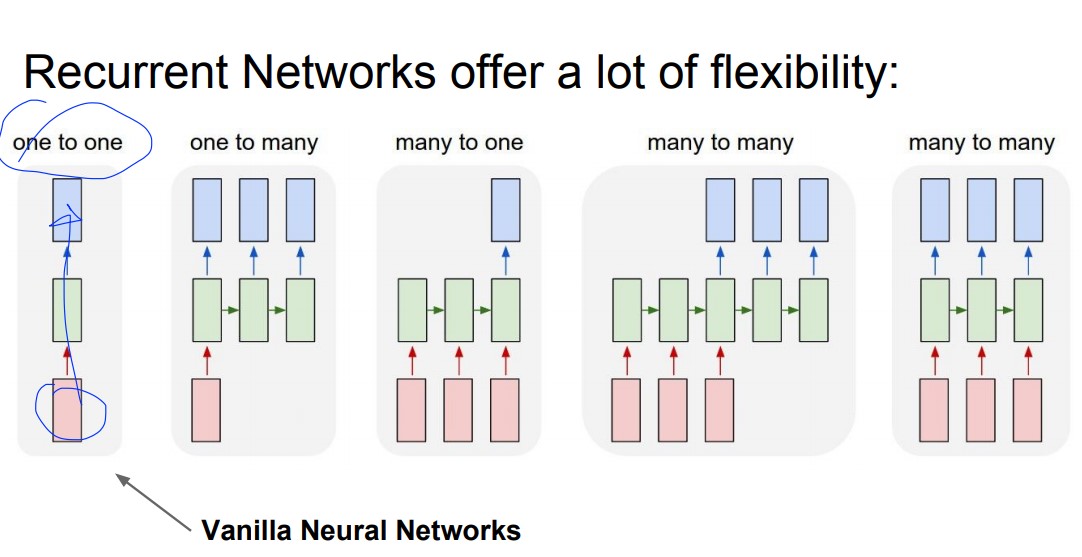 Recurrent Networks offer a lot of flexibility:
one to one
one to many
many to one
many to many
many to many
Vanilla Neural Networks